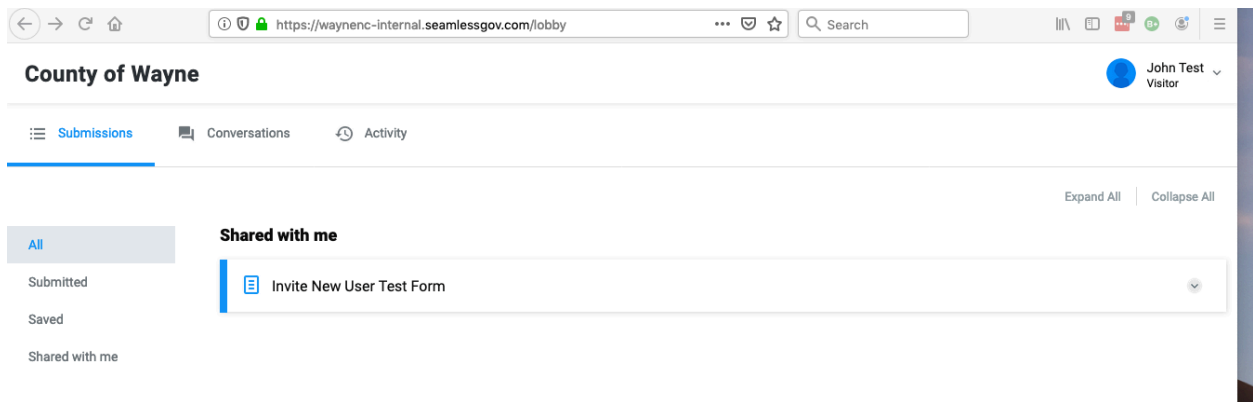 https://waynenc-internal.seamlessgov.com/lobby
Search
9
B+
County of Wayne
John Test
Visitor
Submissions
Conversations
Activity
Expand All
Collapse All
All
Submitted
Saved
Shared with me
Shared with me
Invite New User Test Form